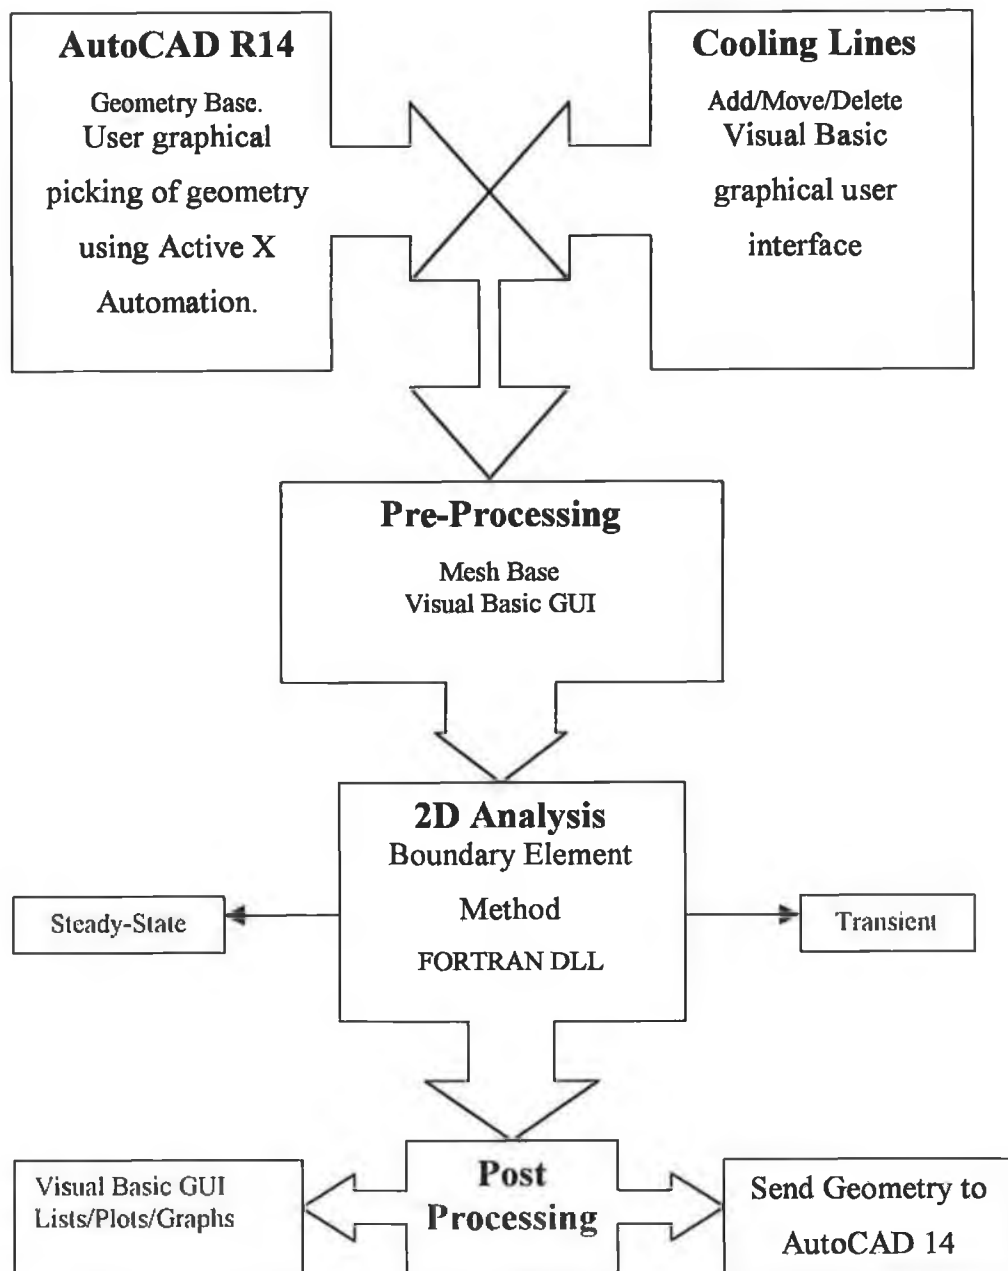 AutoCAD R14
Geometry Base.
User graphical
picking of geometry
using Active X
Automation.
Cooling Lines
Add/Move/Delete
Visual Basic
graphical user
interface
Pre-Processing
Mesh Base
Visual Basic GUI
2D Analysis
Boundary Element
Method
FORTRAN DLL
Steady-State
Transient
Post
Processing
Visual Basic GUI
Lists/Plots/Graphs
Send Geometry to
AutoCAD 14